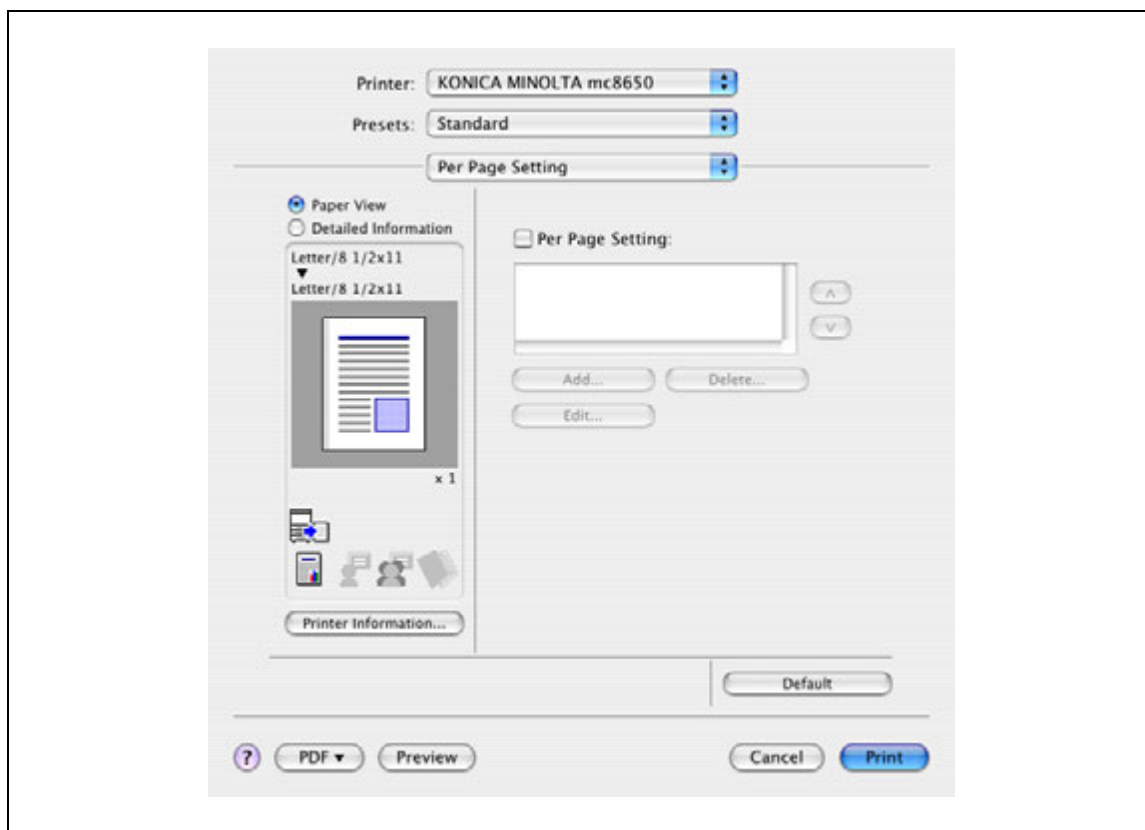 Printer: KONICA MINOLTA mc8650
Presets: Standard
Per Page Setting
Paper View
Detailed Information
Letter/8 1/2x11
Letter/8 1/2x11
x 1
Printer Information...
Per Page Setting:
Add...
Delete...
Edit...
Default
? PDF Preview Cancel Print